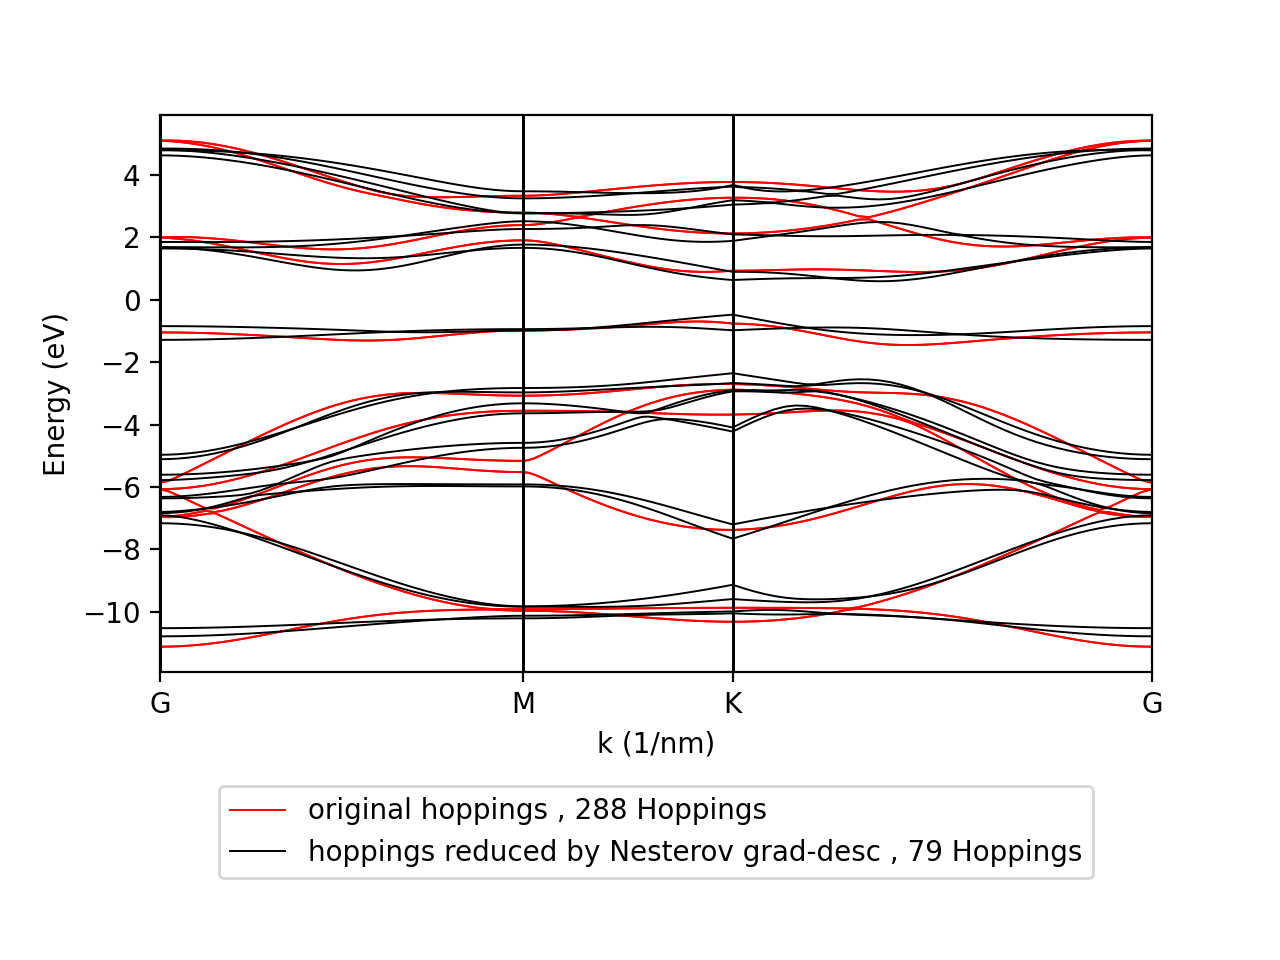 Energy (eV)
4
2
0
−2
−4
−6
−8
−10
G M K G
k (1/nm)
original hoppings , 288 Hoppings
hoppings reduced by Nesterov grad-desc , 79 Hoppings